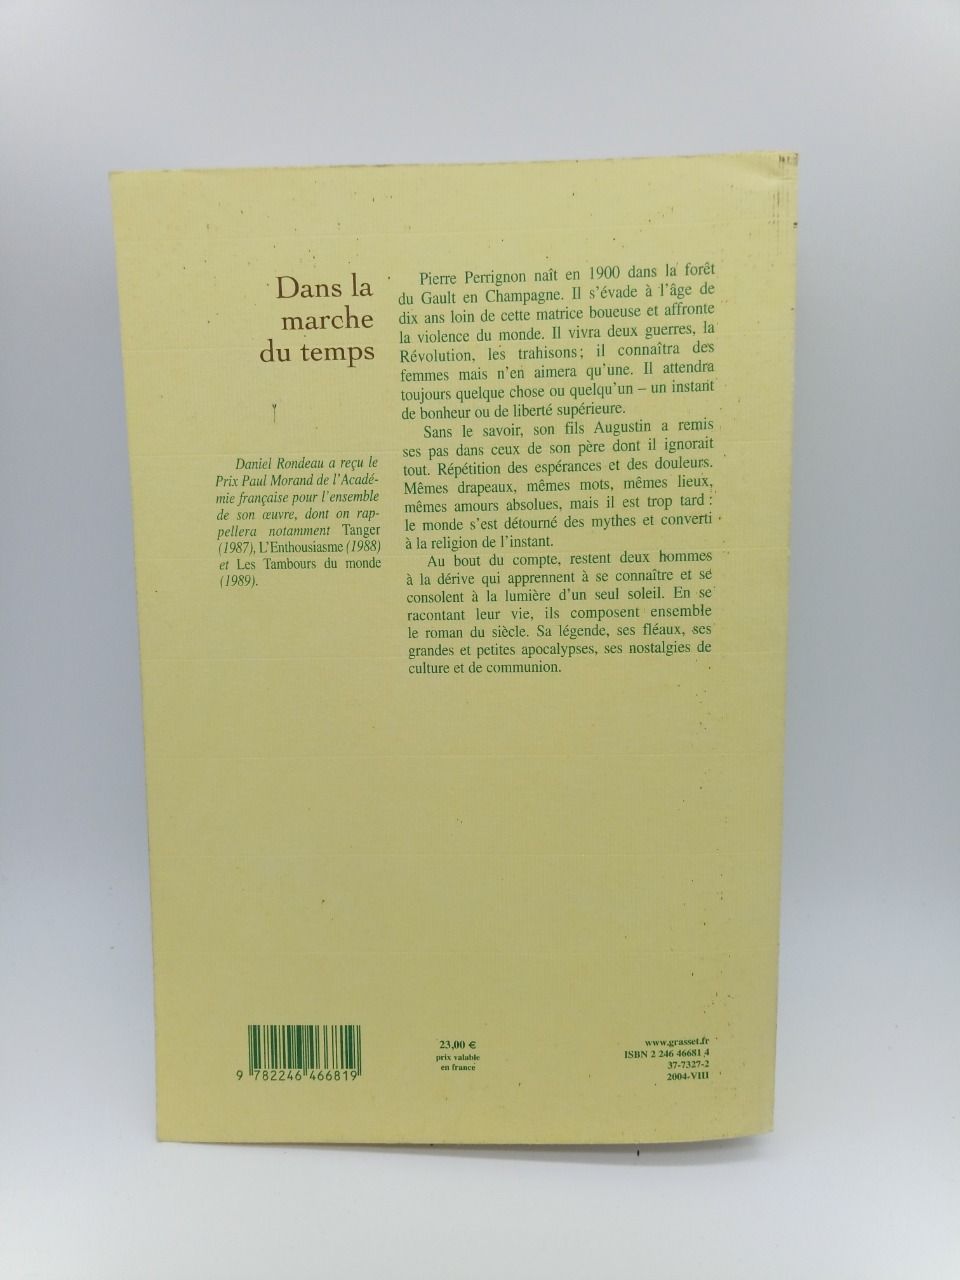 Dans la
marche
du temps
Daniel Rondeau a reçu le
Prix Paul Morand de l'Acadé-
mie française pour l'ensemble
de son œuvre, dont on rap-
pellera notamment Tanger
(1987), L'Enthousiasme (1988)
et Les Tambours du monde
(1989).
Pierre Perrignon naît en 1900 dans la forêt
du Gault en Champagne. Il s'évade à l'âge de
dix ans loin de cette matrice boueuse et affronte
la violence du monde. Il vivra deux guerres, la
Révolution, les trahisons; il connaîtra des
femmes mais n'en aimera qu'une. Il attendra
toujours quelque chose ou quelqu'un – un instant
de bonheur ou de liberté supérieure.
Sans le savoir, son fils Augustin a remis
ses pas dans ceux de son père dont il ignorait
tout. Répétition des espérances et des douleurs.
Mêmes drapeaux, mêmes mots, mêmes lieux,
mêmes amours absolues, mais il est trop tard :
le monde s'est détourné des mythes et converti
à la religion de l'instant.
Au bout du compte, restent deux hommes
à la dérive qui apprennent à se connaître et se
consolent à la lumière d'un seul soleil. En se
racontant leur vie, ils composent ensemble
le roman du siècle. Sa légende, ses fléaux, ses
grandes et petites apocalypses, ses nostalgies de
culture et de communion.
9 782246 466819
23,00 €
prix valable
en france
www.grasset.fr
ISBN 2 246 46681 4
37-7327-2
2004-VIII